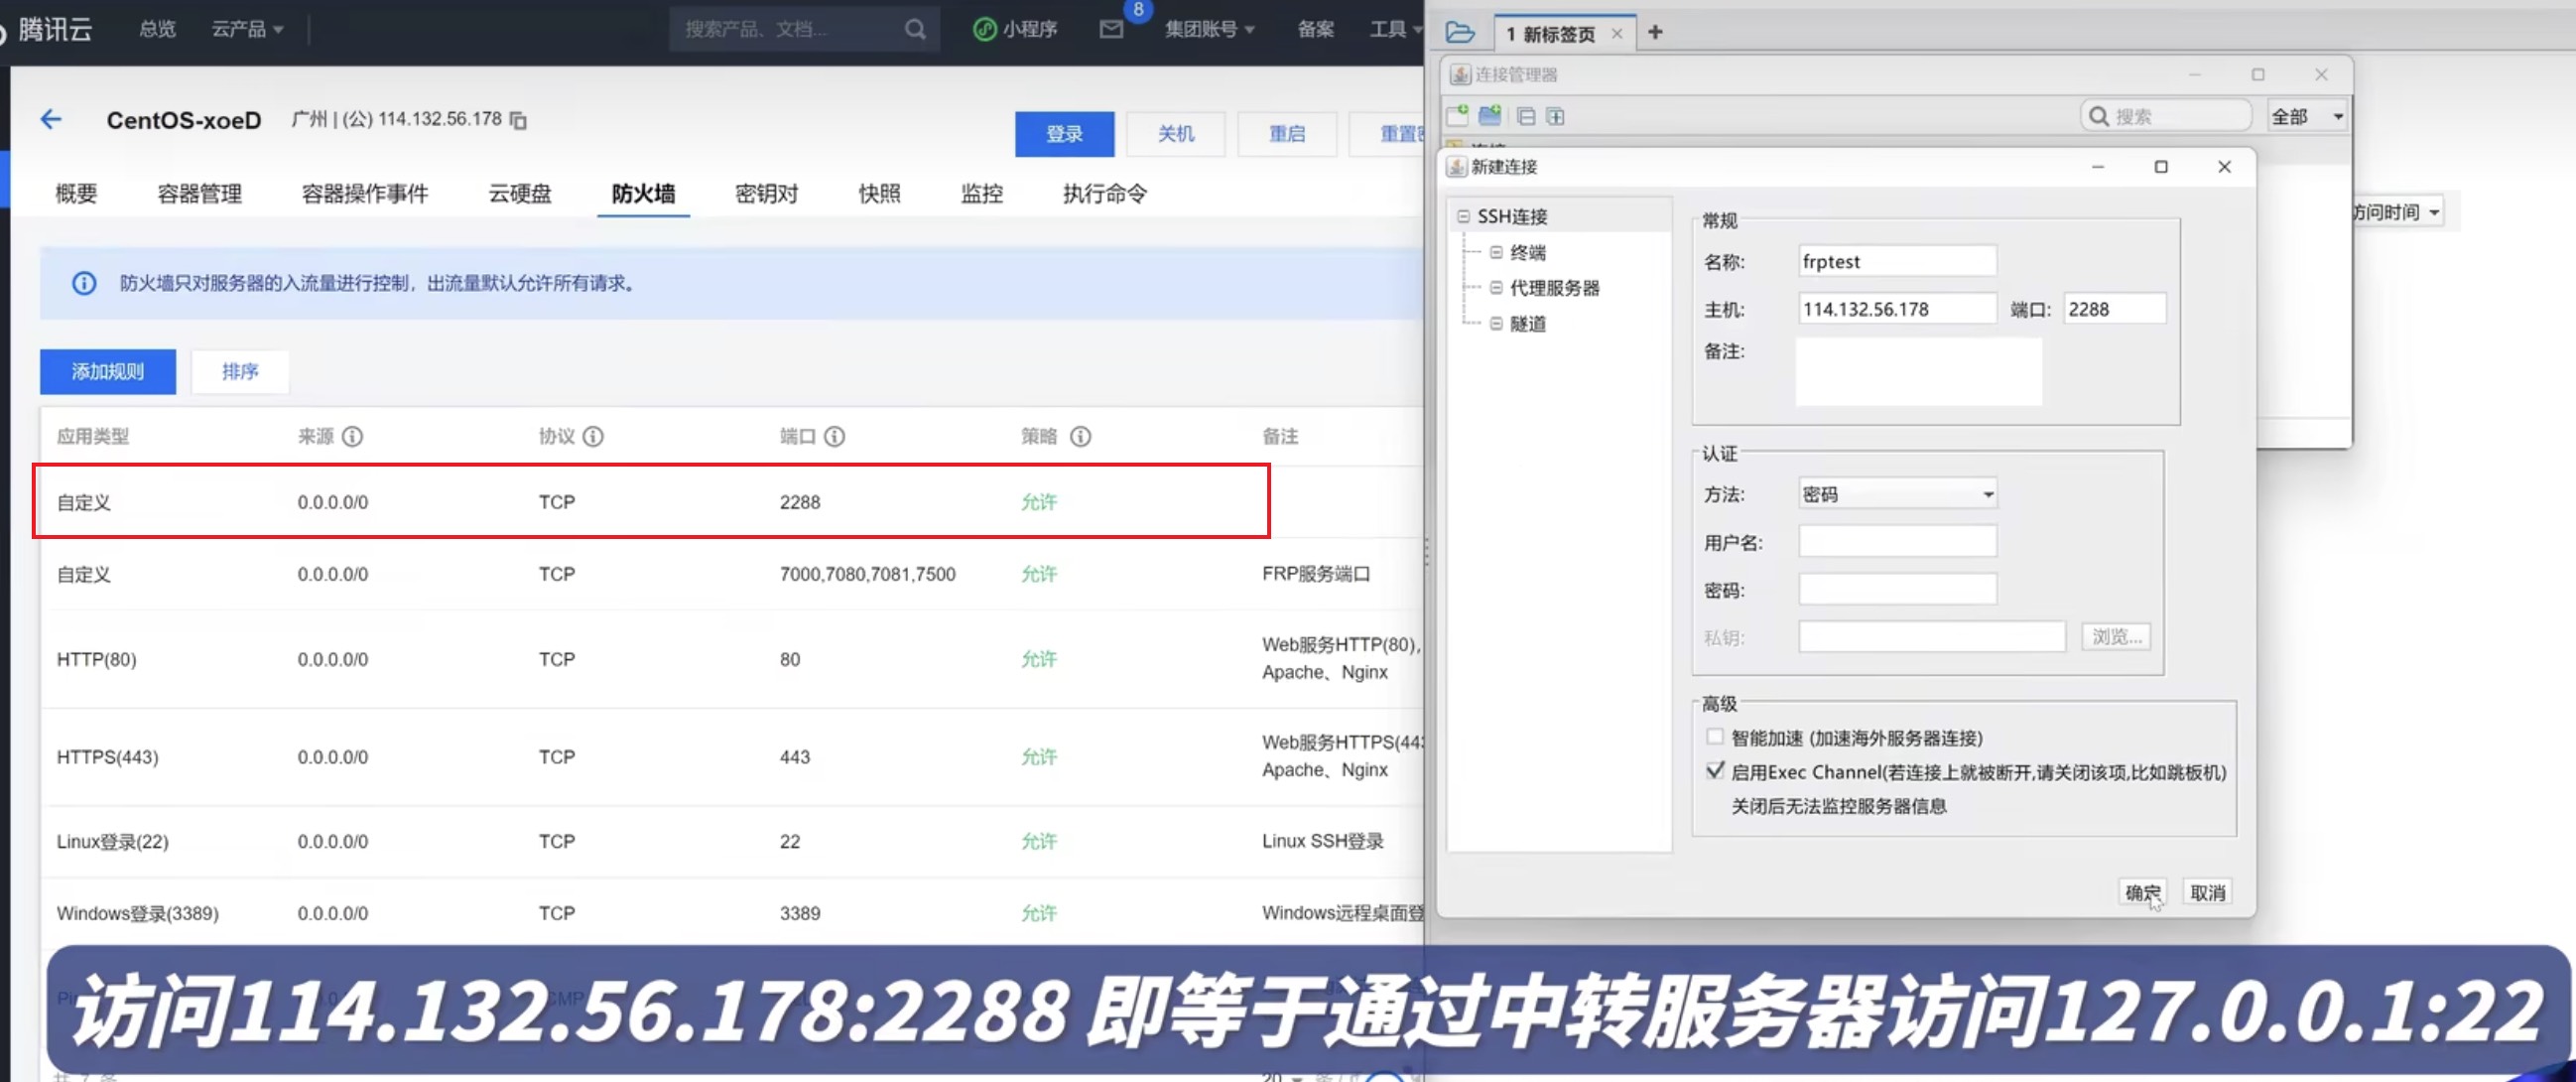 腾讯云 总览 云产品 搜索产品、文档... 小程序 8 集团账号 备案 工具
CentOS-xoeD 广州 | (公) 114.132.56.178
登录 关机 重启
概要 容器管理 容器操作事件 云硬盘 防火墙 密钥对 快照 监控 执行命令
防火墙只对服务器的入流量进行控制，出流量默认允许所有请求。
添加规则 排序
应用类型 来源 协议 端口 策略 备注
自定义 0.0.0.0/0 TCP 2288 允许
自定义 0.0.0.0/0 TCP 7000,7080,7081,7500 允许 FRP服务端口
HTTP(80) 0.0.0.0/0 TCP 80 允许 Web服务HTTP(80),
Apache、Nginx
HTTPS(443) 0.0.0.0/0 TCP 443 允许 Web服务HTTPS(44
Apache、Nginx
Linux登录(22) 0.0.0.0/0 TCP 22 允许 Linux SSH登录
Windows登录(3389) 0.0.0.0/0 TCP 3389 允许 Windows远程桌面登
1 新标签页
连接管理器
搜索 全部
访问时间
新建连接
SSH连接
终端
代理服务器
隧道
常规
名称: frptest
主机: 114.132.56.178 端口: 2288
备注:
认证
方法: 密码
用户名:
密码:
私钥: 浏览...
高级
智能加速 (加速海外服务器连接)
启用Exec Channel(若连接上就被断开,请关闭该项,比如跳板机)
关闭后无法监控服务器信息
确定 取消
访问114.132.56.178:2288 即等于通过中转服务器访问127.0.0.1:22